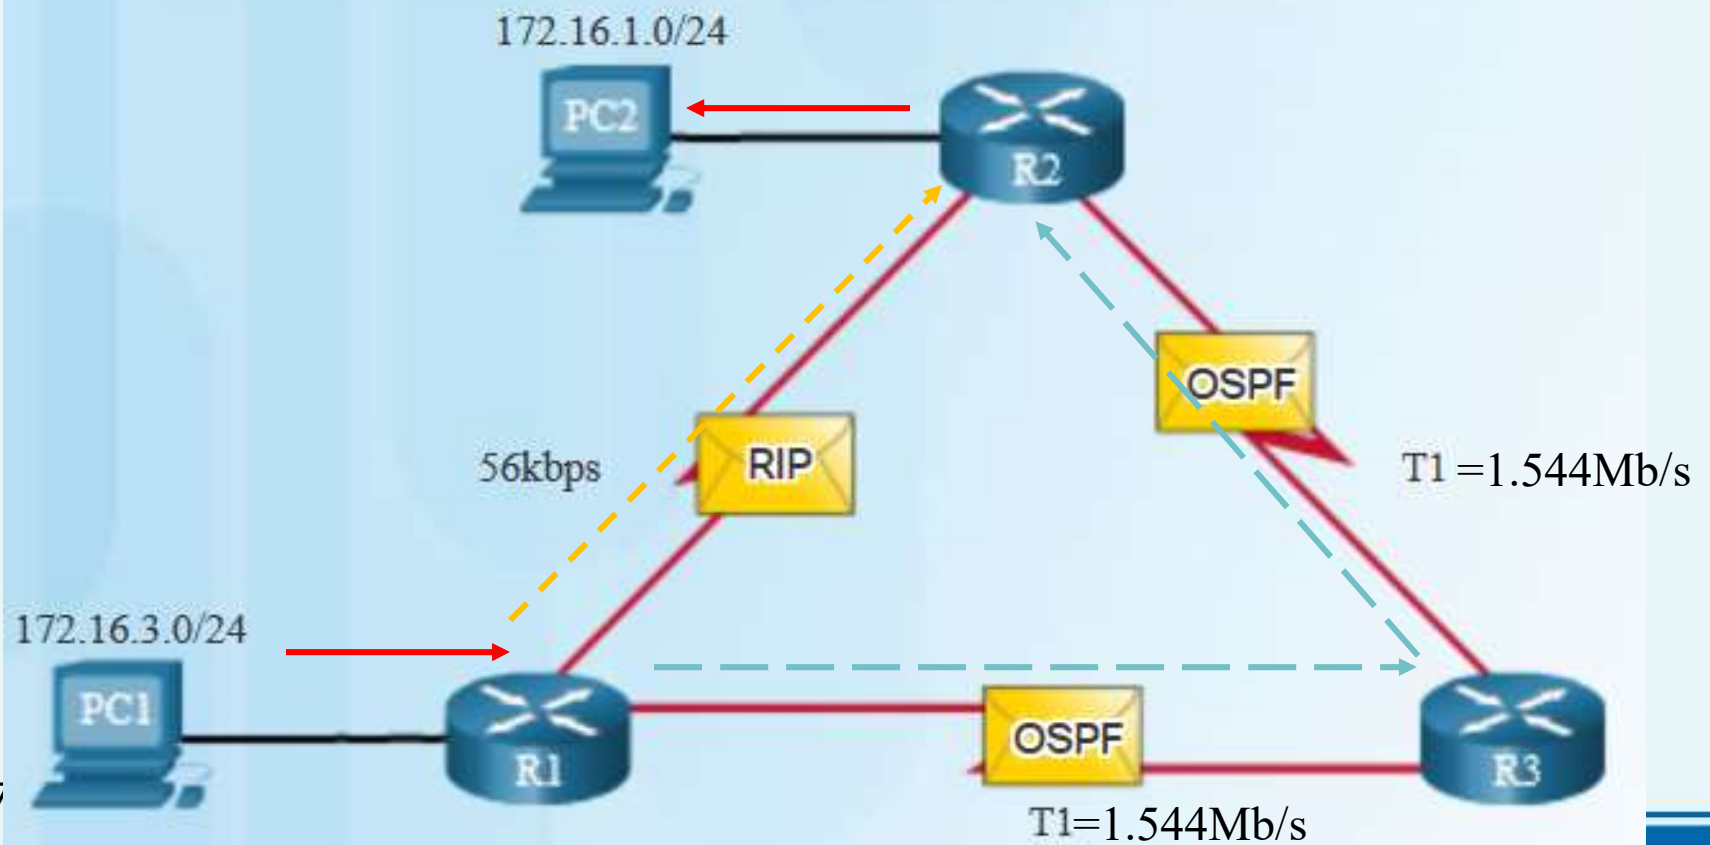 172.16.1.0/24
PC2
R2
OSPF
56kbps
RIP
T1 =1.544Mb/s
172.16.3.0/24
PC1
R1
OSPF
R3
T1=1.544Mb/s